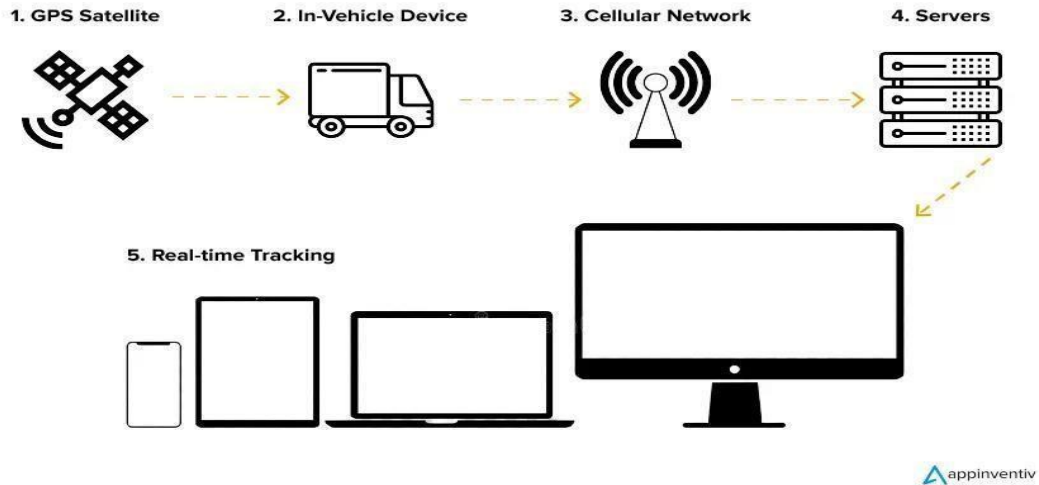 1. GPS Satellite
2. In-Vehicle Device
3. Cellular Network
4. Servers
5. Real-time Tracking
appinventiv